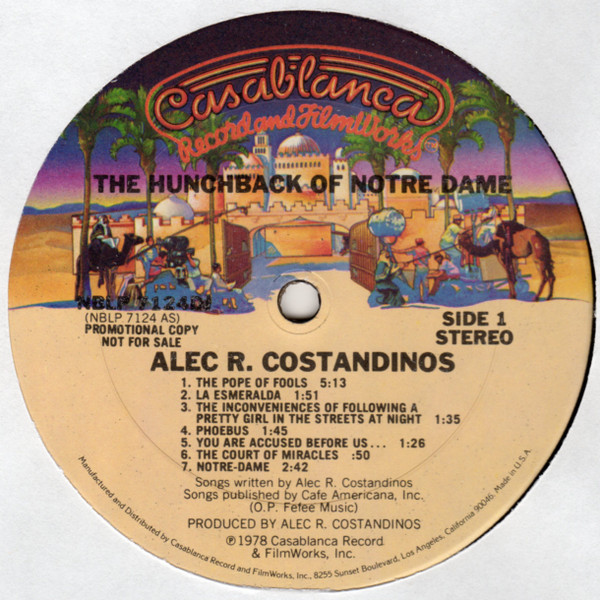 Casablanca
Record and FilmWorks
THE HUNCHBACK OF NOTRE DAME
NBLP 7124DJ
(NBLP 7124 AS)
PROMOTIONAL COPY
NOT FOR SALE
SIDE 1
STEREO
ALEC R. COSTANDINOS
1. THE POPE OF FOOLS 5:13
2. LA ESMERALDA 1:51
3. THE INCONVENIENCES OF FOLLOWING A
PRETTY GIRL IN THE STREETS AT NIGHT 1:35
4. PHOEBUS 1:45
5. YOU ARE ACCUSED BEFORE US... 1:26
6. THE COURT OF MIRACLES :50
7. NOTRE-DAME 2:42
Songs written by Alec R. Costandinos
Songs published by Cafe Americana, Inc.
(O.P. Fefee Music)
PRODUCED BY ALEC R. COSTANDINOS
℗1978 Casablanca Record
& FilmWorks, Inc.
Manufactured and Distributed by Casablanca Record and FilmWorks, Inc., 8255 Sunset Boulevard, Los Angeles, California 90046. Made in U.S.A.